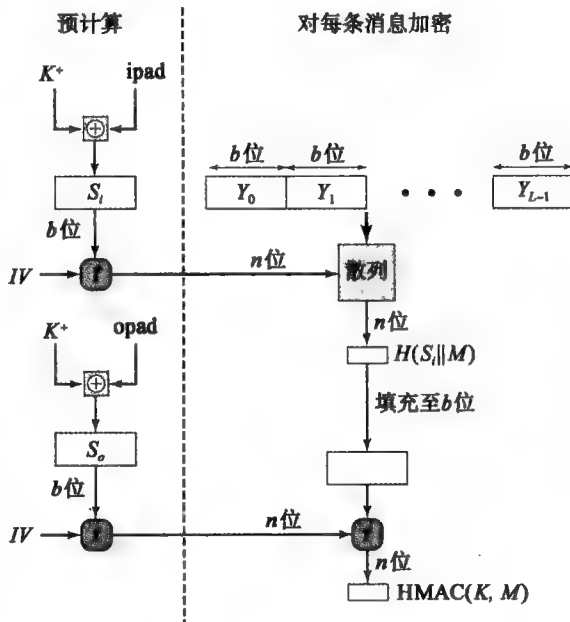 预计算
对每条消息加密
K⁺
ipad
b位
b位
b位
S_i
Y_0
Y_1
Y_{L-1}
b位
IV
f
n位
散列
n位
K⁺
opad
H(S_i||M)
填充至b位
S_o
b位
IV
f
n位
f
n位
HMAC(K, M)